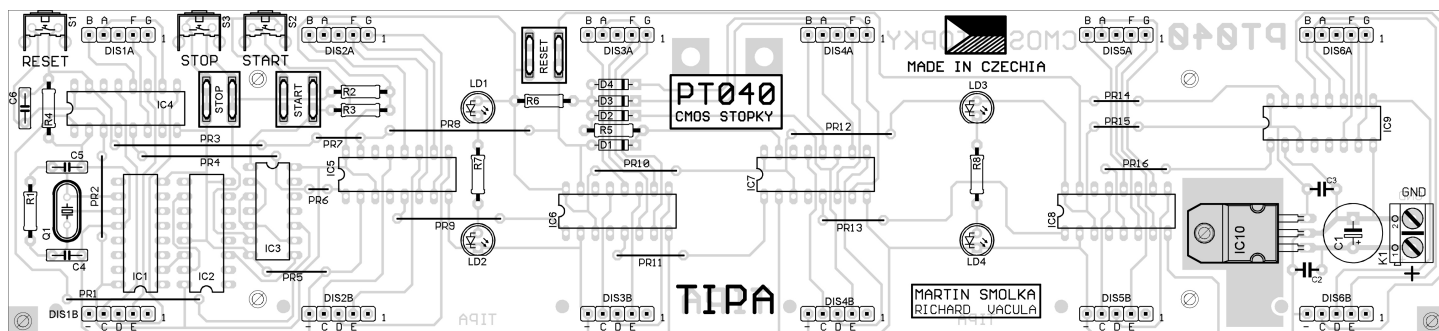 S1
B A F G
1
DIS1A
RESET
S3
STOP
S2
START
B A F G
1
DIS2A
RESET
B A F G
1
DIS3A
B A F G
1
DIS4A
CMOS STOPKY
MADE IN CZECHIA
B A F G
1
DIS5A
PT040
B A F G
1
DIS6A
C6
R4
IC4
STOP
START
R2
R3
LD1
R6
D4
D3
D2
R5
D1
PT040
CMOS STOPKY
LD3
PR14
PR15
IC9
PR3
PR4
PR7
PR8
PR12
C5
PR2
R1
Q1
C4
IC1
IC2
IC3
PR6
IC5
R7
PR9
PR10
IC6
IC7
R8
PR13
PR16
IC8
IC10
C3
C1
+
GND
2
1
K1
+
C2
PR5
LD2
PR11
LD4
PR1
DIS1B
1
- C D E
DIS2B
1
- C D E
TIPA
DIS3B
1
- C D E
TIPA
TIPA
TIPA
DIS4B
1
- C D E
MARTIN SMOLKA
RICHARD VACULA
DIS5B
1
- C D E
DIS6B
1
- C D E